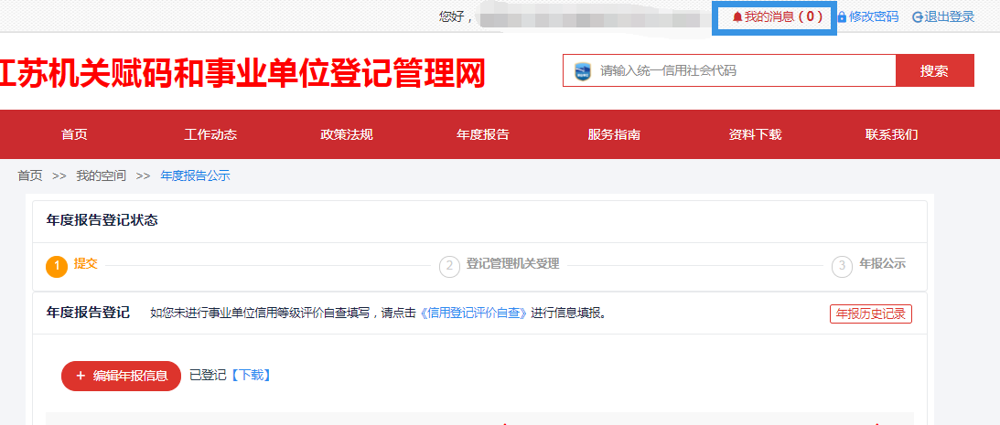 您好， 我的消息（0） 修改密码 退出登录
江苏机关赋码和事业单位登记管理网 请输入统一信用社会代码 搜索
首页 工作动态 政策法规 年度报告 服务指南 资料下载 联系我们
首页 >> 我的空间 >> 年度报告公示
年度报告登记状态
1 提交 2 登记管理机关受理 3 年报公示
年度报告登记 如您未进行事业单位信用等级评价自查填写，请点击《信用登记评价自查》进行信息填报。 年报历史记录
+ 编辑年报信息 已登记【下载】